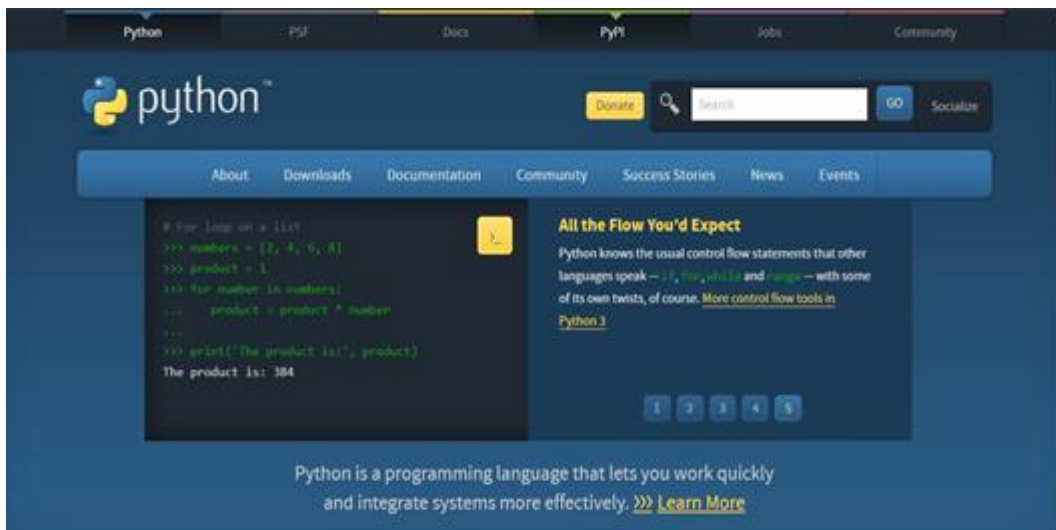 Python PSF Docs PyPI Jobs Community
python™
Donate Search GO Socialize
About Downloads Documentation Community Success Stories News Events
# For loop on a list
>>> numbers = [2, 4, 6, 8]
>>> product = 1
>>> for number in numbers:
... product = product * number
...
>>> print('The product is:', product)
The product is: 384
>_
All the Flow You'd Expect
Python knows the usual control flow statements that other
languages speak — if, for, while and range — with some
of its own twists, of course. More control flow tools in
Python 3
1 2 3 4 5
Python is a programming language that lets you work quickly
and integrate systems more effectively. >>> Learn More